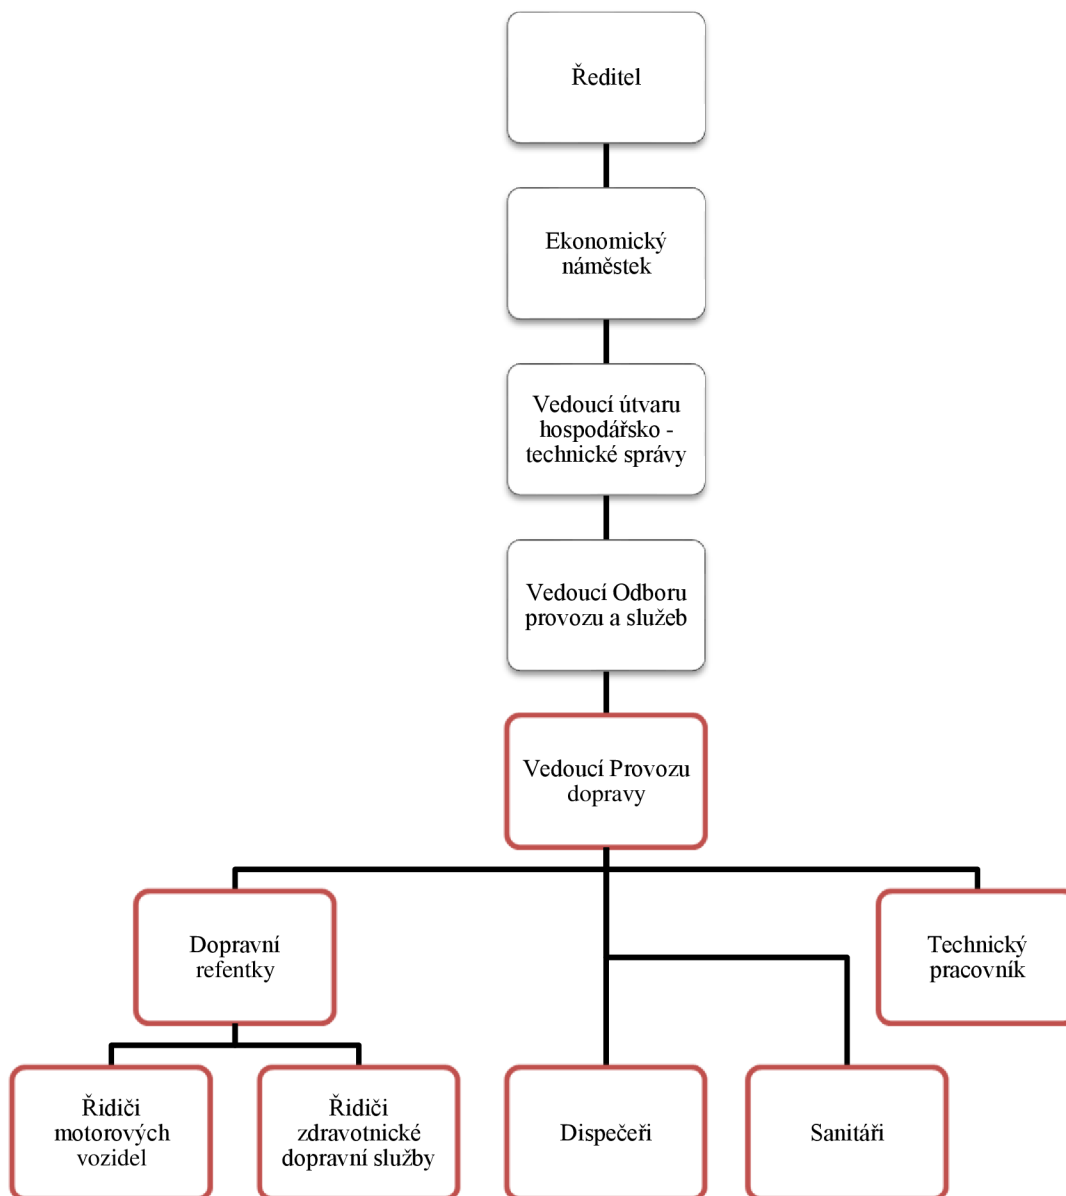 Ředitel
Ekonomický
náměstek
Vedoucí útvaru
hospodářsko -
technické správy
Vedoucí Odboru
provozu a služeb
Vedoucí Provozu
dopravy
Dopravní
refentky
Technický
pracovník
Řidiči
motorových
vozidel
Řidiči
zdravotnické
dopravní služby
Dispečeři
Sanitáři